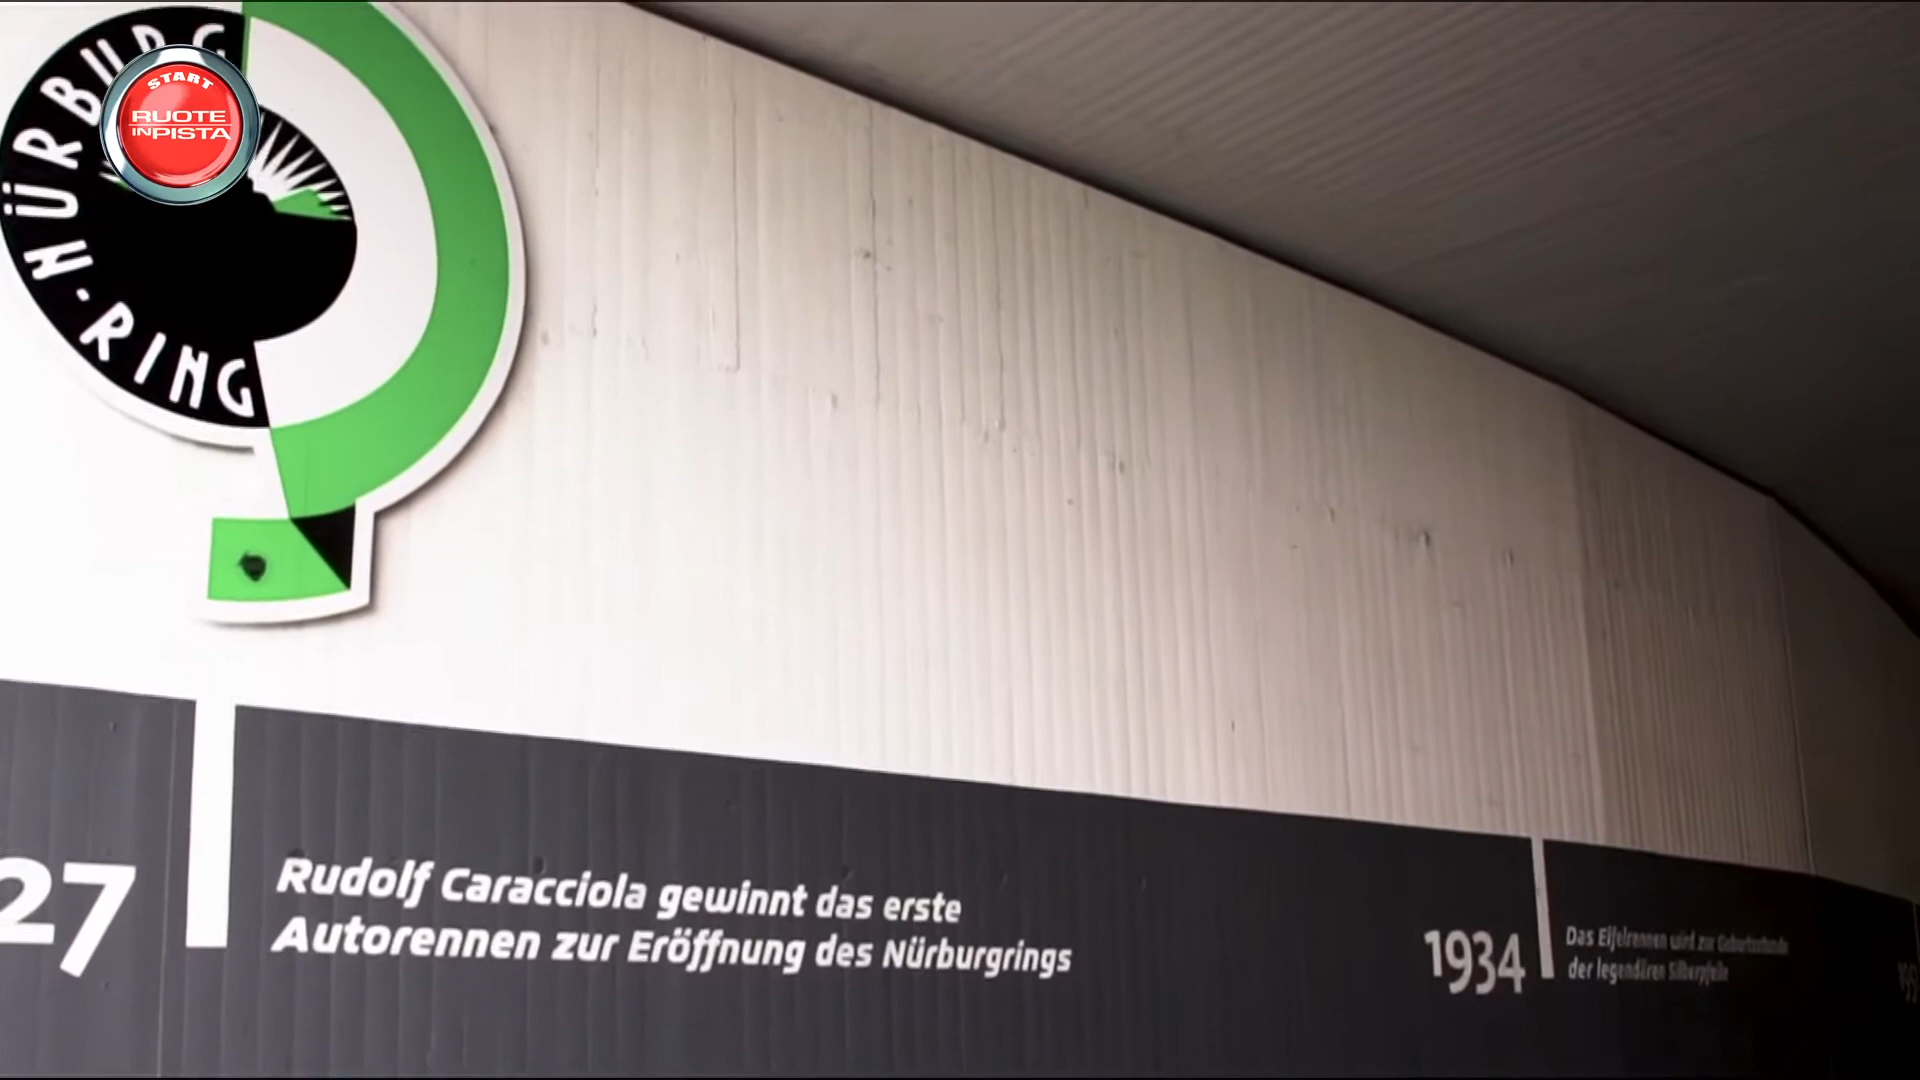 NÜRBURG
START
RUOTE
INPISTA
·RING
27
Rudolf Caracciola gewinnt das erste
Autorennen zur Eröffnung des Nürburgrings
1934
Das Eifelrennen wird zur Geburtsstunde
der legendären Silberpfeile